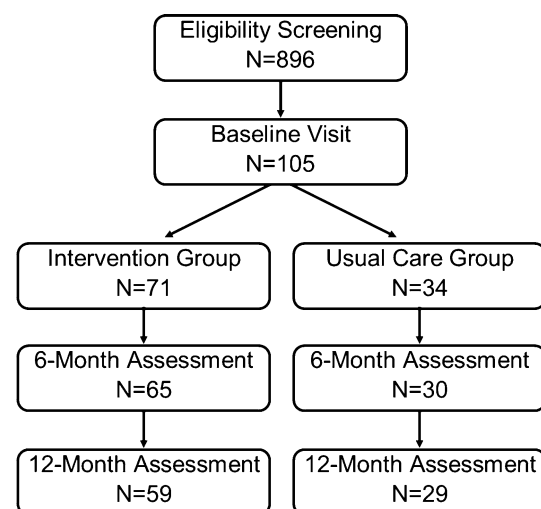 Eligibility Screening
N=896
Baseline Visit
N=105
Intervention Group
N=71
Usual Care Group
N=34
6-Month Assessment
N=65
6-Month Assessment
N=30
12-Month Assessment
N=59
12-Month Assessment
N=29